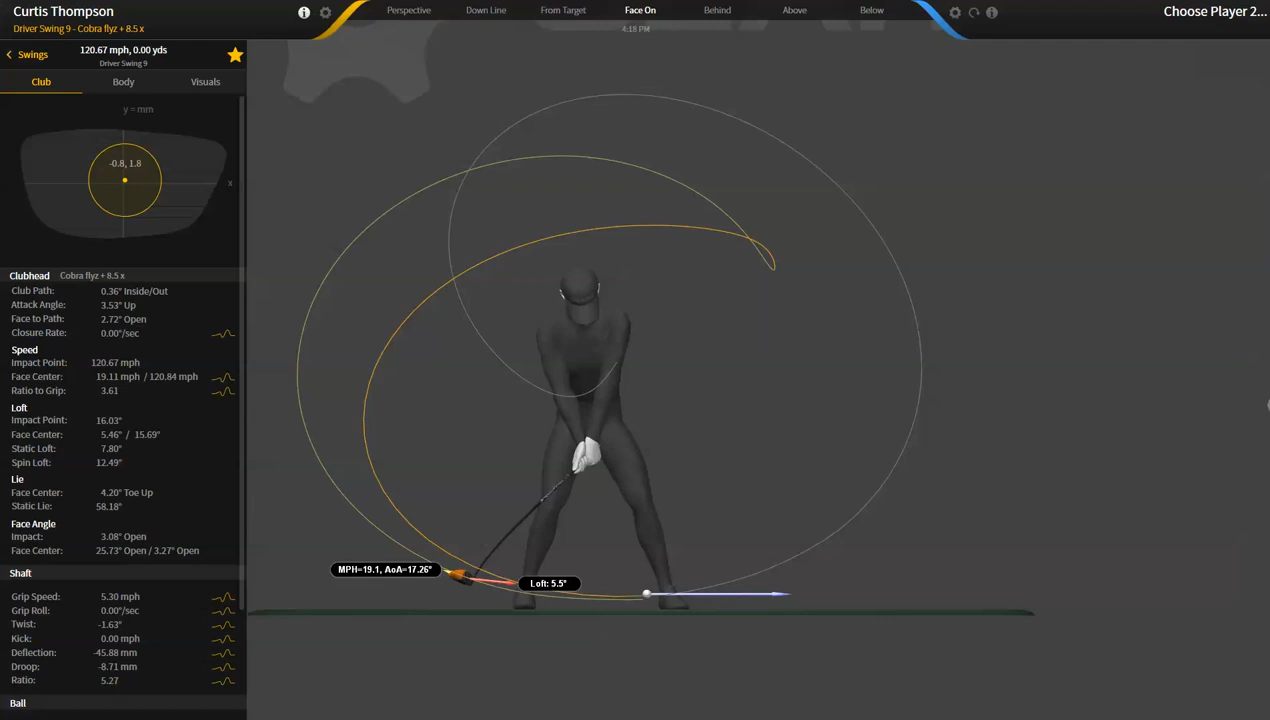 Curtis Thompson
Driver Swing 9 - Cobra flyz + 8.5 x
Perspective Down Line From Target Face On Behind Above Below
4:18 PM
Choose Player 2...
Swings
120.67 mph, 0.00 yds
Driver Swing 9
Club Body Visuals
y = mm
-0.8, 1.8
x
Clubhead Cobra flyz + 8.5 x
Club Path: 0.36° Inside/Out
Attack Angle: 3.53° Up
Face to Path: 2.72° Open
Closure Rate: 0.00°/sec
Speed
Impact Point: 120.67 mph
Face Center: 19.11 mph / 120.84 mph
Ratio to Grip: 3.61
Loft
Impact Point: 16.03°
Face Center: 5.46° / 15.69°
Static Loft: 7.80°
Spin Loft: 12.49°
Lie
Face Center: 4.20° Toe Up
Static Lie: 58.18°
Face Angle
Impact: 3.08° Open
Face Center: 25.73° Open / 3.27° Open
Shaft
Grip Speed: 5.30 mph
Grip Roll: 0.00°/sec
Twist: -1.63°
Kick: 0.00 mph
Deflection: -45.88 mm
Droop: -8.71 mm
Ratio: 5.27
Ball
MPH=19.1, AoA=17.26°
Loft: 5.5°